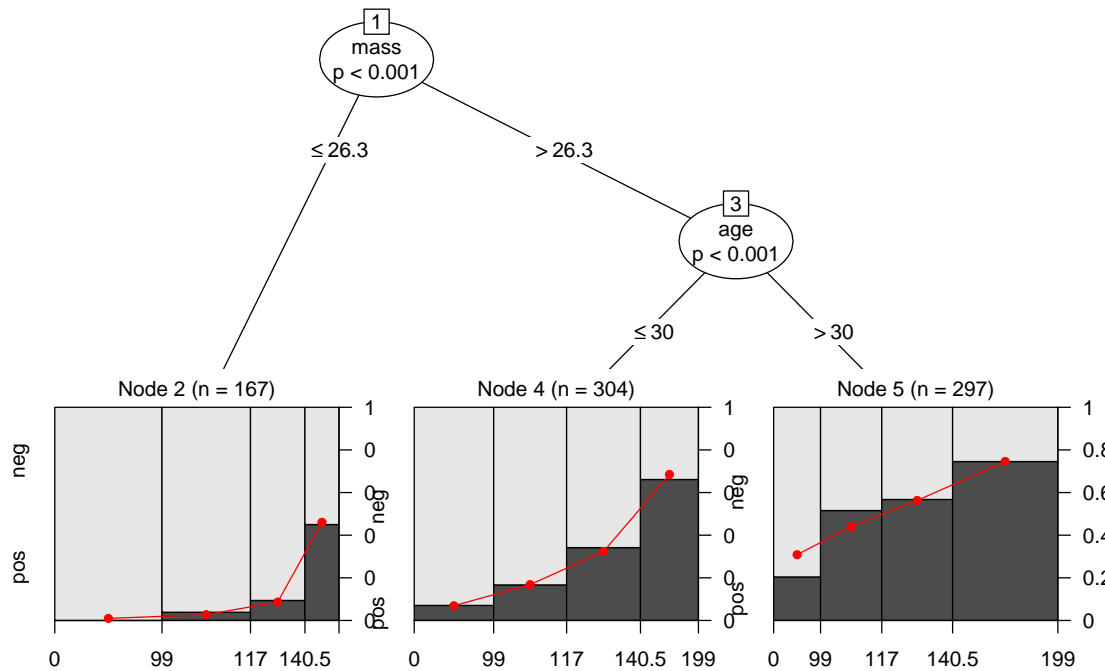 1
mass
p < 0.001
≤ 26.3
> 26.3
3
age
p < 0.001
≤ 30
> 30
Node 2 (n = 167)
neg
pos
0
99
117
140.5
0
0
0
0
0
1
Node 4 (n = 304)
neg
pos
0
99
117
140.5
199
0
0
0
0
0
1
Node 5 (n = 297)
neg
pos
0
99
117
140.5
199
0
0.2
0.4
0.6
0.8
1